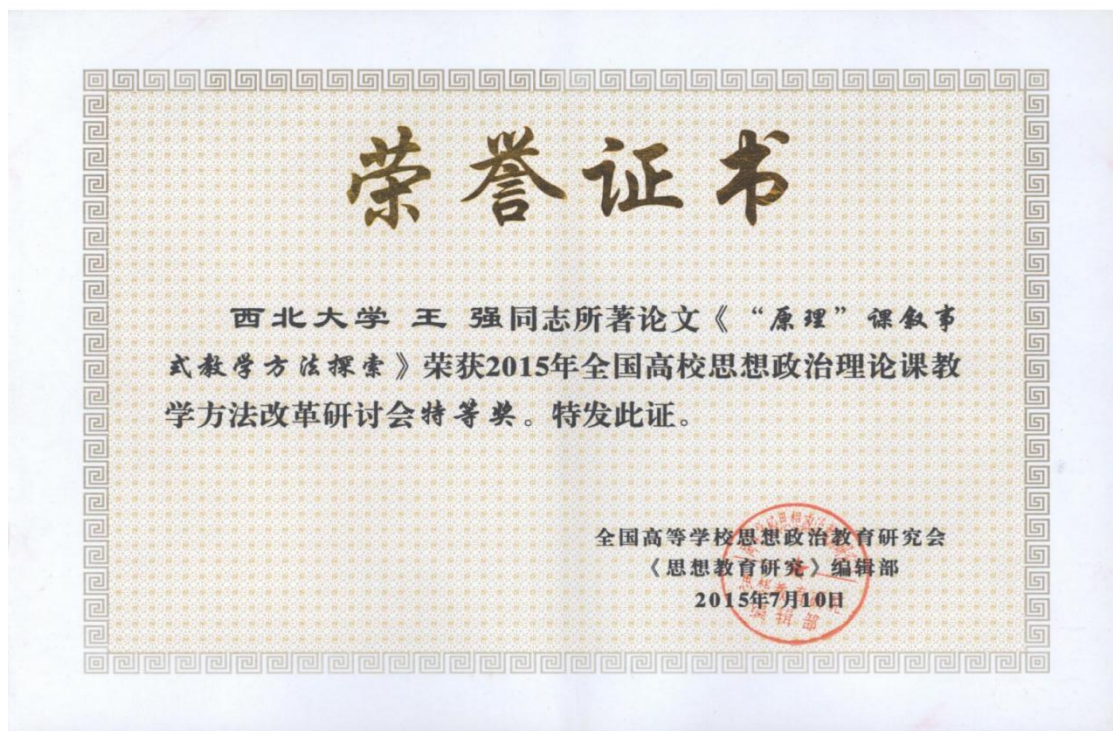 荣誉证书
西北大学 王 强同志所著论文《“原理”课叙事
式教学方法探索》荣获2015年全国高校思想政治理论课教
学方法改革研讨会特等奖。特发此证。
全国高等学校思想政治教育研究会
《思想教育研究》编辑部
2015年7月10日
编辑部